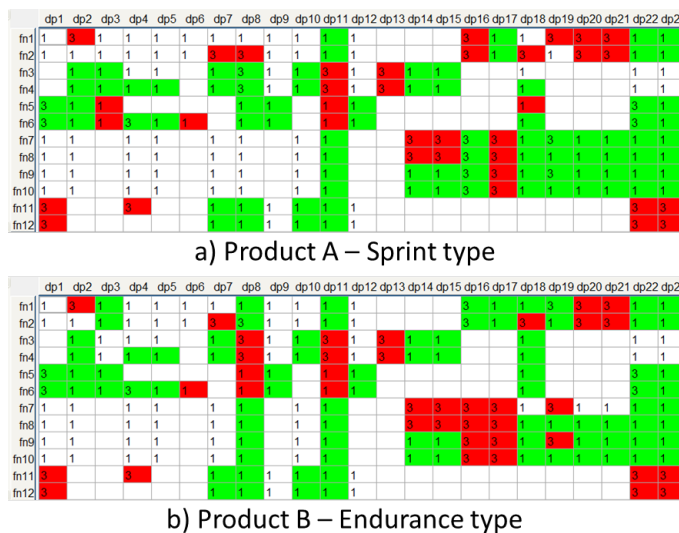 dp1 dp2 dp3 dp4 dp5 dp6 dp7 dp8 dp9 dp10 dp11 dp12 dp13 dp14 dp15 dp16 dp17 dp18 dp19 dp20 dp21 dp22 dp2
fn1 1 3 1 1 1 1 1 1 1 1 1 1 3 1 1 3 3 3 1 1
fn2 1 1 1 1 1 1 3 3 1 1 1 1 3 1 3 1 3 3 1 1
fn3 1 1 1 1 1 3 1 1 3 1 3 1 1 1 1 1
fn4 1 1 1 1 1 3 1 1 3 1 3 1 1 1 1 1
fn5 3 1 1 1 1 1 1 1 3 1
fn6 3 1 1 3 1 1 1 1 1 1 1 3 1
fn7 1 1 1 1 1 1 1 1 3 3 3 3 1 3 1 1 1 1
fn8 1 1 1 1 1 1 1 1 3 3 3 3 1 1 1 1 1 1
fn9 1 1 1 1 1 1 1 1 1 1 3 3 1 3 1 1 1 1
fn10 1 1 1 1 1 1 1 1 1 1 3 3 1 1 1 1 1 1
fn11 3 3 1 1 1 1 1 1 3 3
fn12 3 1 1 1 1 1 1 3 3
a) Product A – Sprint type
dp1 dp2 dp3 dp4 dp5 dp6 dp7 dp8 dp9 dp10 dp11 dp12 dp13 dp14 dp15 dp16 dp17 dp18 dp19 dp20 dp21 dp22 dp2
fn1 1 3 1 1 1 1 1 1 1 1 1 1 3 1 1 3 3 3 1 1
fn2 1 1 1 1 1 1 3 3 1 1 1 1 3 1 3 1 3 3 1 1
fn3 1 1 1 1 1 3 1 1 3 1 3 1 1 1 1 1
fn4 1 1 1 1 1 3 1 1 3 1 3 1 1 1 1 1
fn5 3 1 1 1 1 1 1 1 3 1
fn6 3 1 1 3 1 1 1 1 1 1 1 3 1
fn7 1 1 1 1 1 1 1 1 3 3 3 3 1 3 1 1 1 1
fn8 1 1 1 1 1 1 1 1 3 3 3 3 1 1 1 1 1 1
fn9 1 1 1 1 1 1 1 1 1 1 3 3 1 3 1 1 1 1
fn10 1 1 1 1 1 1 1 1 1 1 3 3 1 1 1 1 1 1
fn11 3 3 1 1 1 1 1 1 3 3
fn12 3 1 1 1 1 1 1 3 3
b) Product B – Endurance type